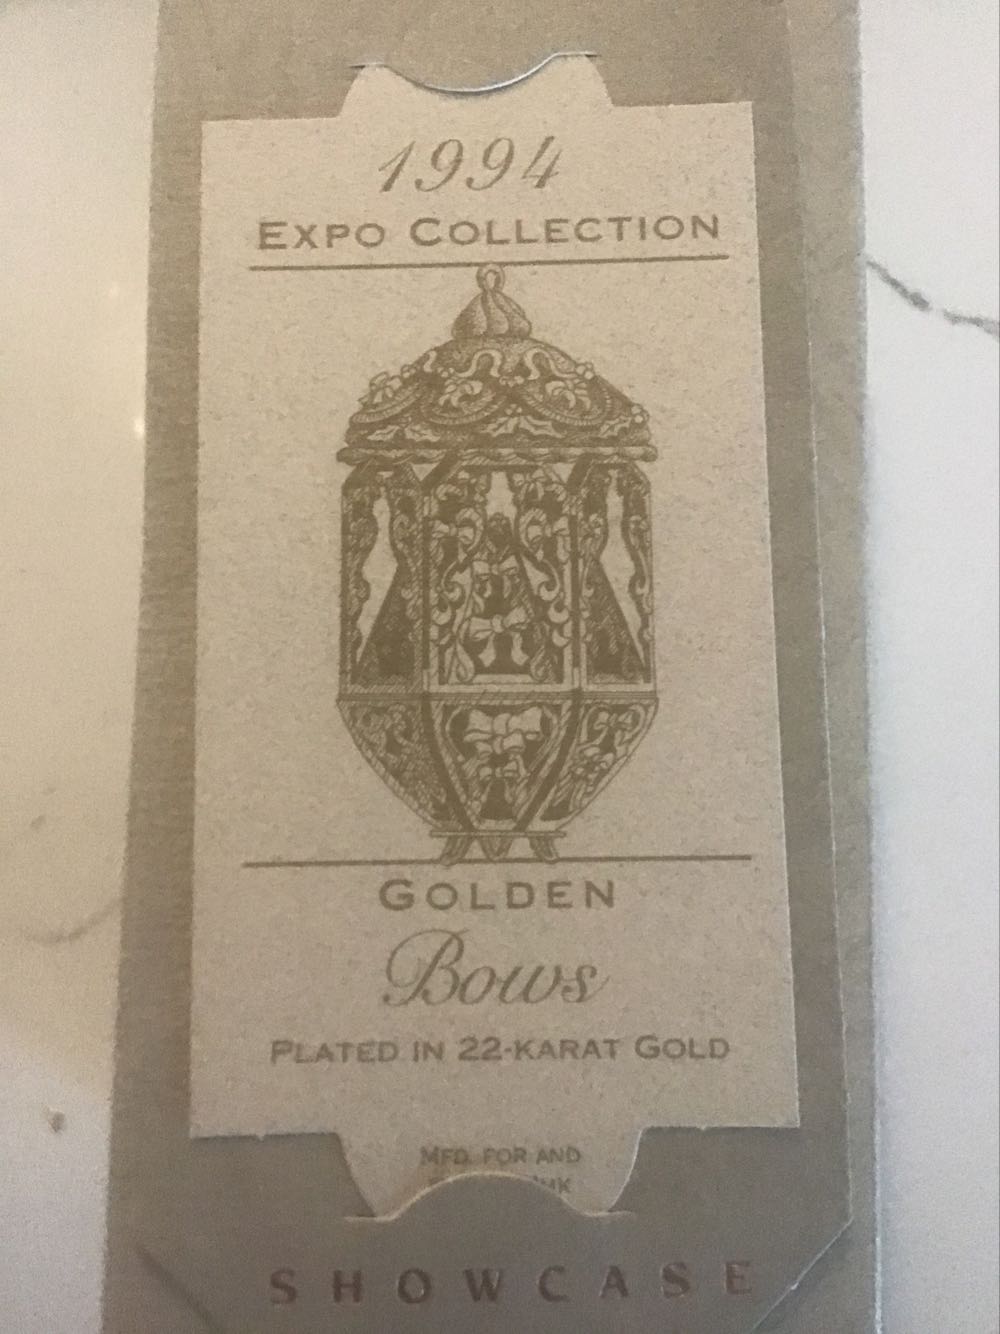 1994
EXPO COLLECTION
GOLDEN
Bows
PLATED IN 22-KARAT GOLD
MFD. FOR AND
SHOWCASE